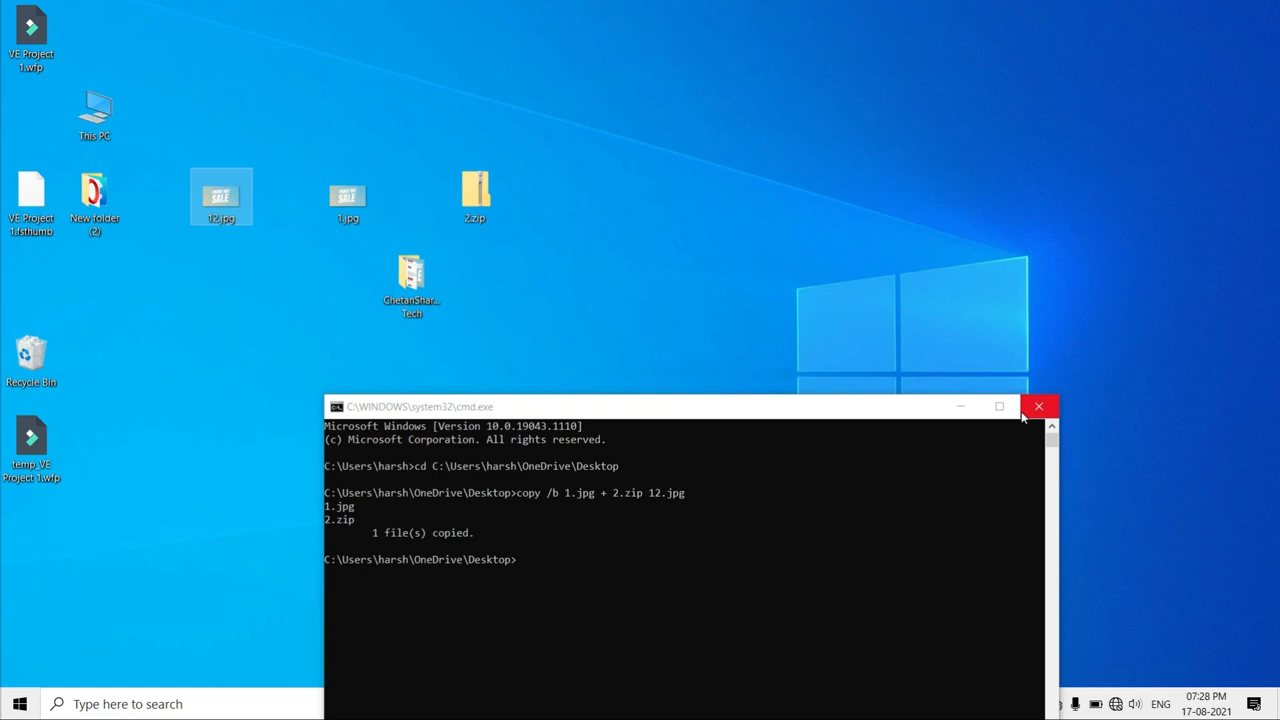 VE Project
1.wfp
This PC
VE Project
1.fsthumb
New folder
(2)
SALE
12.jpg
SALE
1.jpg
2.zip
ChetanShar...
Tech
Recycle Bin
temp_VE
Project 1.wfp
C:\WINDOWS\system32\cmd.exe
Microsoft Windows [Version 10.0.19043.1110]
(c) Microsoft Corporation. All rights reserved.
C:\Users\harsh>cd C:\Users\harsh\OneDrive\Desktop
C:\Users\harsh\OneDrive\Desktop>copy /b 1.jpg + 2.zip 12.jpg
1.jpg
2.zip
1 file(s) copied.
C:\Users\harsh\OneDrive\Desktop>
Type here to search
ENG
07:28 PM
17-08-2021